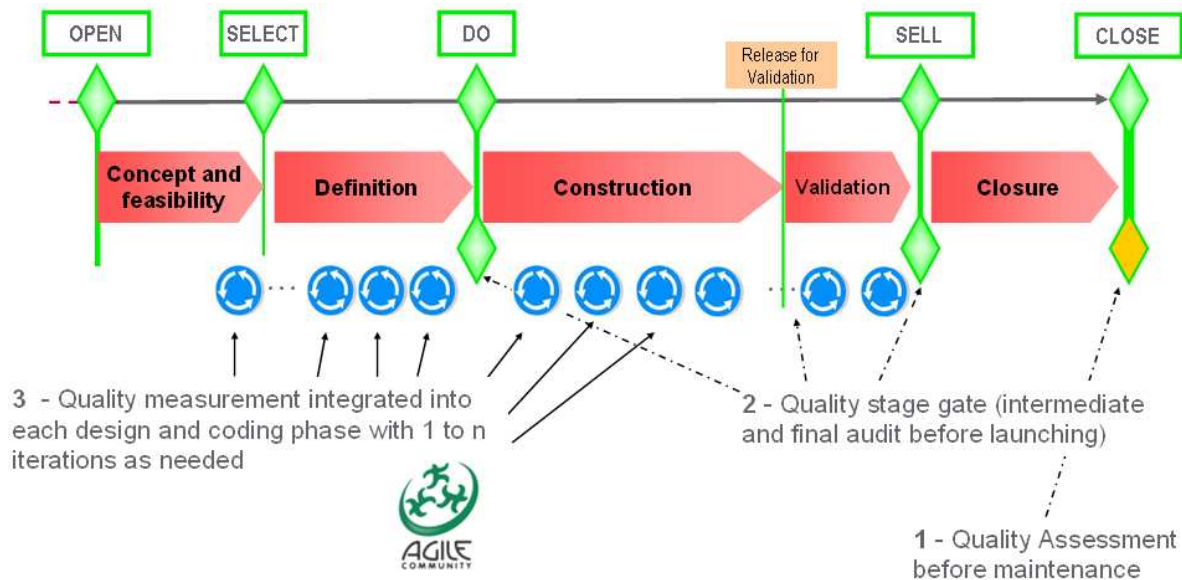 OPEN
SELECT
DO
SELL
CLOSE
Release for
Validation
Concept and
feasibility
Definition
Construction
Validation
Closure
...
...
3 - Quality measurement integrated into
each design and coding phase with 1 to n
iterations as needed
2 - Quality stage gate (intermediate
and final audit before launching)
AGILE
COMMUNITY
1 - Quality Assessment
before maintenance